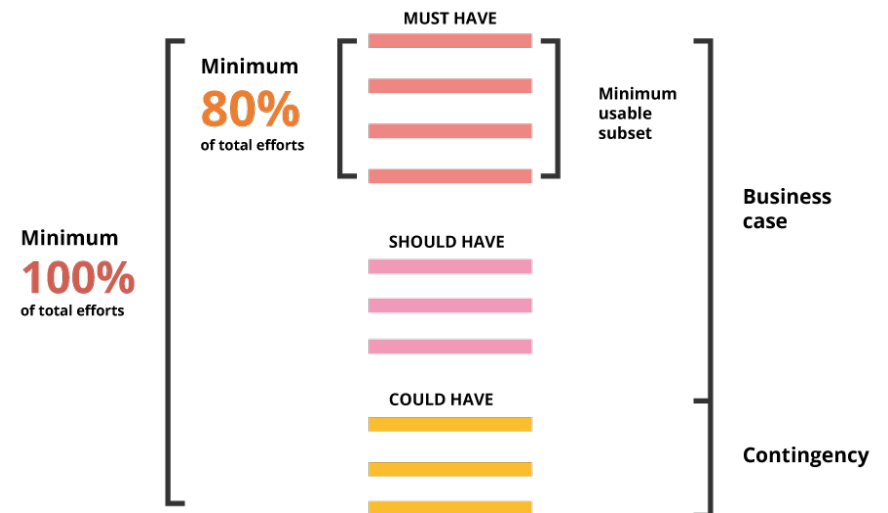 MUST HAVE
Minimum
80%
of total efforts
Minimum
usable
subset
Business
case
Minimum
100%
of total efforts
SHOULD HAVE
COULD HAVE
Contingency